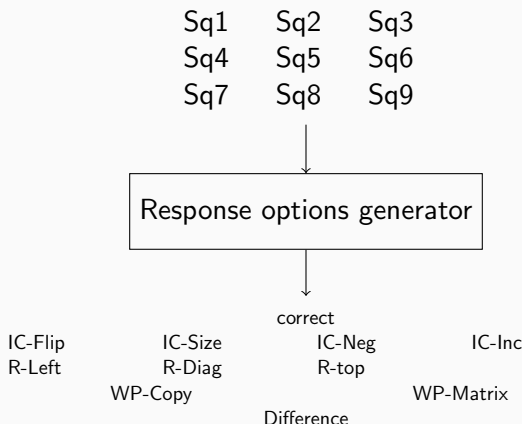 Sq1 Sq2 Sq3
Sq4 Sq5 Sq6
Sq7 Sq8 Sq9
Response options generator
correct
IC-Flip IC-Size IC-Neg IC-Inc
R-Left R-Diag R-top
WP-Copy WP-Matrix
Difference